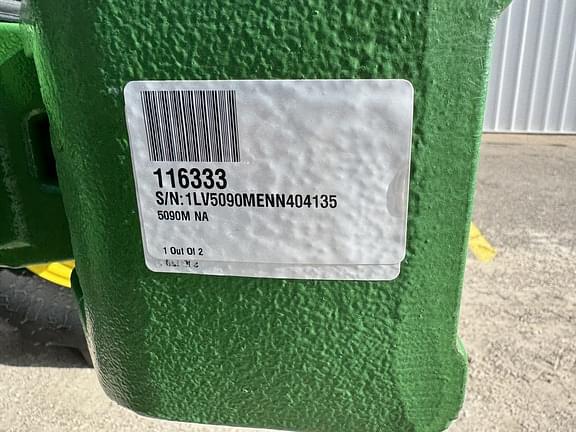 116333
S/N:1LV5090MENN404135
5090M NA
1 Out Of 2